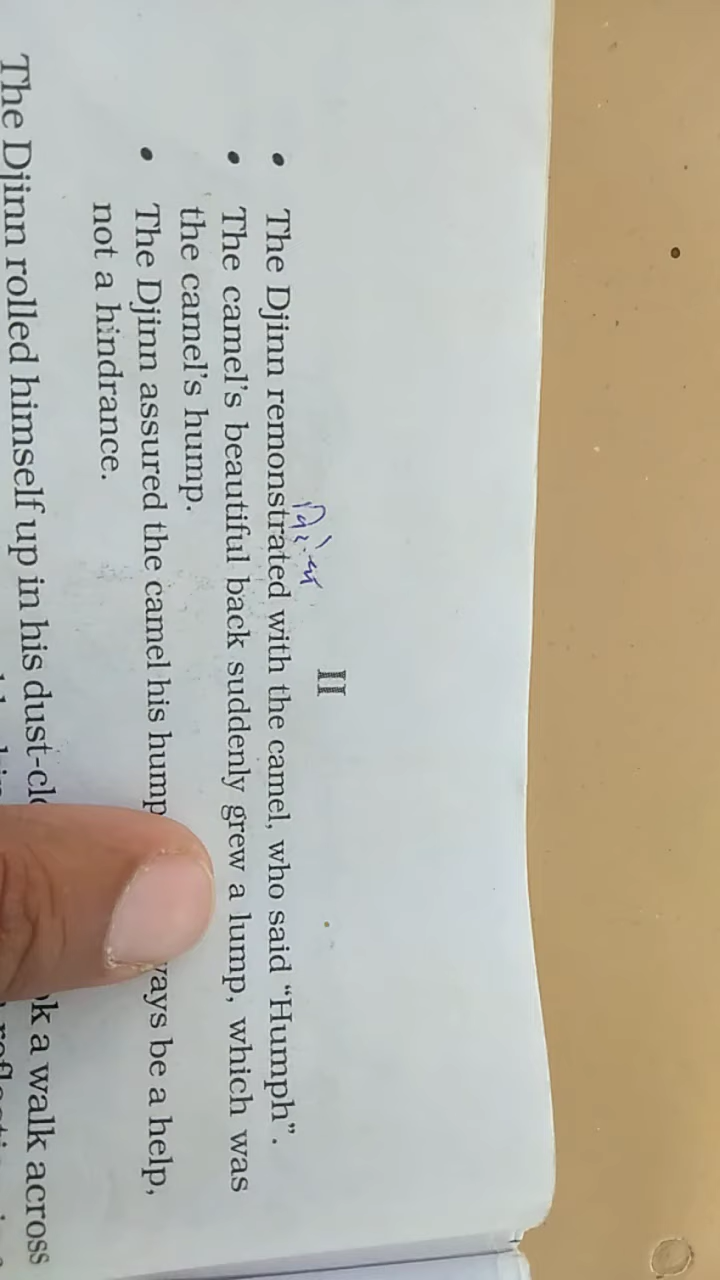 II
The Djinn remonstrated with the camel, who said “Humph”.
The camel's beautiful back suddenly grew a lump, which was
the camel's hump.
The Djinn assured the camel his hump be a help,
not a hindrance.
The Djinn rolled himself up in his a walk across